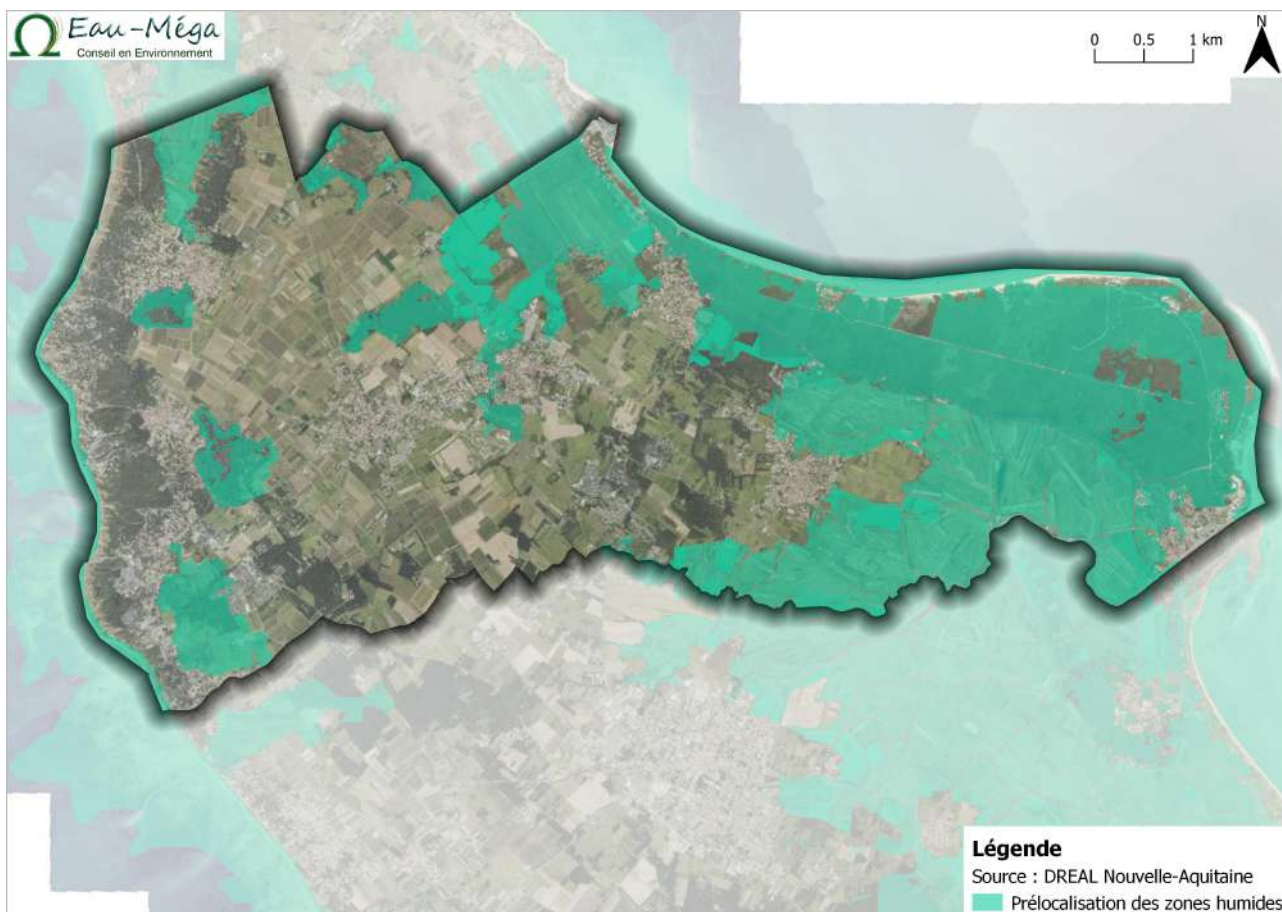 Eau-Méga
Conseil en Environnement
0 0.5 1 km
N
Légende
Source : DREAL Nouvelle-Aquitaine
Prélocalisation des zones humides